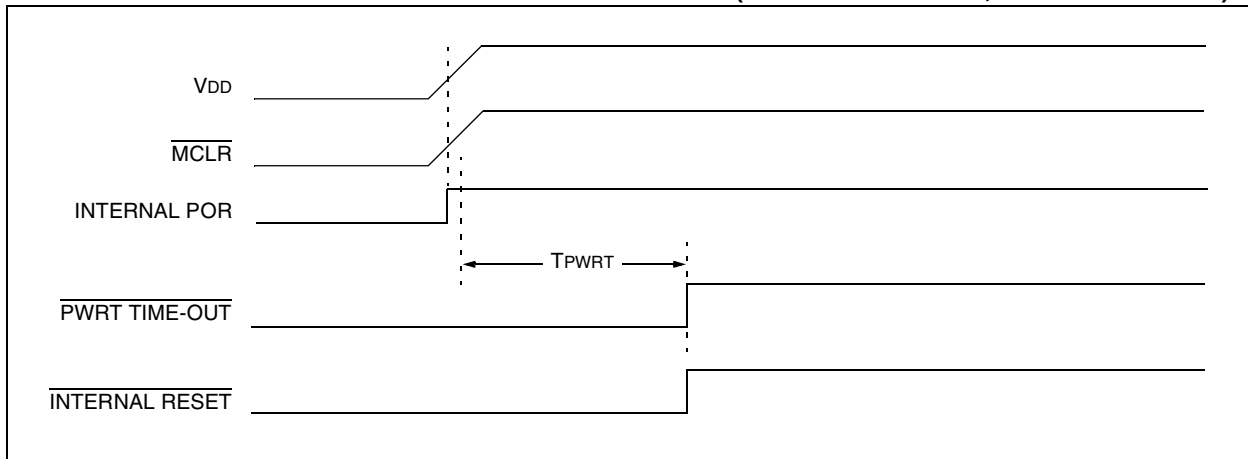 VDD
MCLR
INTERNAL POR
TPWRT
PWRT TIME-OUT
INTERNAL RESET